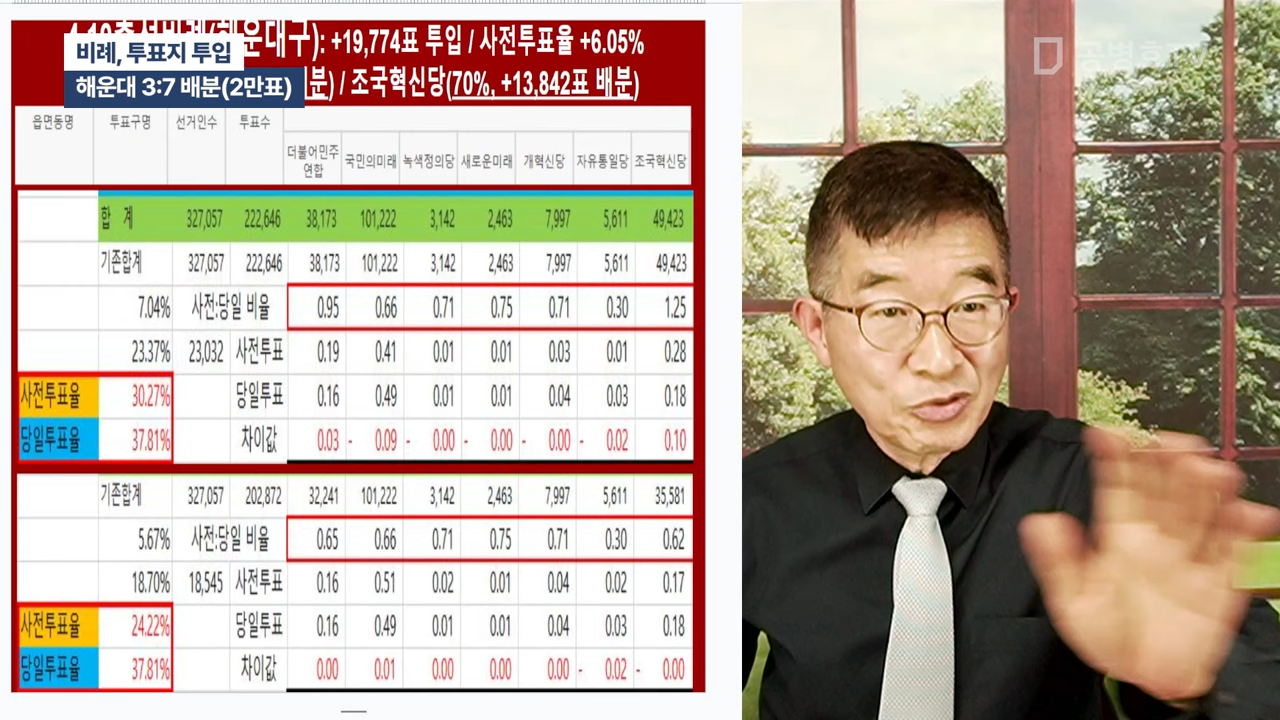 4.10총선비례(해운대구): +19,774표 투입 / 사전투표율 +6.05%
비례, 투표지 투입
해운대 3:7 배분(2만표)
분) / 조국혁신당(70%, +13,842표 배분)
공병호TV
읍면동명 투표구명 선거인수 투표수 더불어민주연합 국민의미래 녹색정의당 새로운미래 개혁신당 자유통일당 조국혁신당
합 계 327,057 222,646 38,173 101,222 3,142 2,463 7,997 5,611 49,423
기존합계 327,057 222,646 38,173 101,222 3,142 2,463 7,997 5,611 49,423
7.04% 사전:당일 비율 0.95 0.66 0.71 0.75 0.71 0.30 1.25
23.37% 23,032 사전투표 0.19 0.41 0.01 0.01 0.03 0.01 0.28
사전투표율 30.27% 당일투표 0.16 0.49 0.01 0.01 0.04 0.03 0.18
당일투표율 37.81% 차이값 0.03 - 0.09 - 0.00 - 0.00 - 0.00 - 0.02 0.10
기존합계 327,057 202,872 32,241 101,222 3,142 2,463 7,997 5,611 35,581
5.67% 사전:당일 비율 0.65 0.66 0.71 0.75 0.71 0.30 0.62
18.70% 18,545 사전투표 0.16 0.51 0.02 0.01 0.04 0.02 0.17
사전투표율 24.22% 당일투표 0.16 0.49 0.01 0.01 0.04 0.03 0.18
당일투표율 37.81% 차이값 0.00 0.01 0.00 0.00 0.00 - 0.02 - 0.00